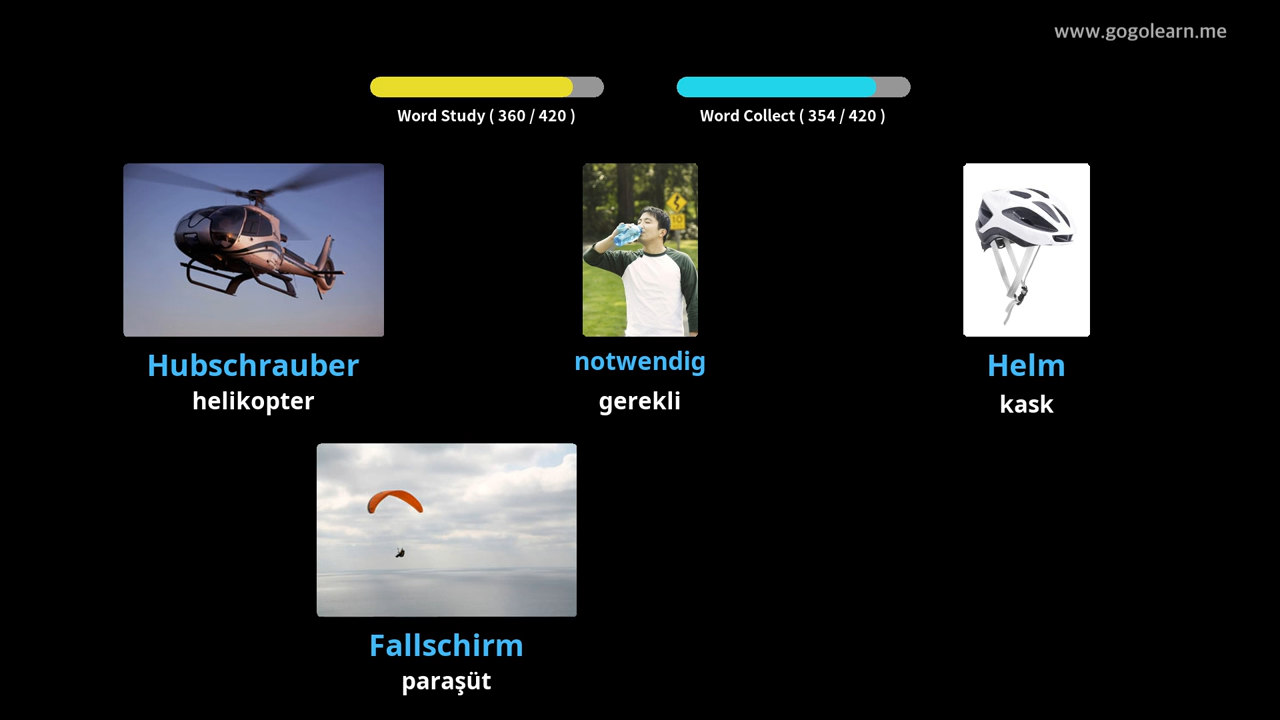 www.gogolearn.me
Word Study ( 360 / 420 )
Word Collect ( 354 / 420 )
Hubschrauber
helikopter
notwendig
gerekli
Helm
kask
Fallschirm
paraşüt